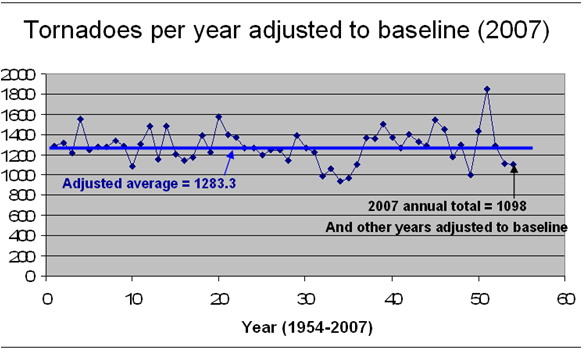 Tornadoes per year adjusted to baseline (2007)
2000
1800
1600
1400
1200
1000
800
600
400
200
0
Adjusted average = 1283.3
2007 annual total = 1098
And other years adjusted to baseline
0 10 20 30 40 50 60
Year (1954-2007)